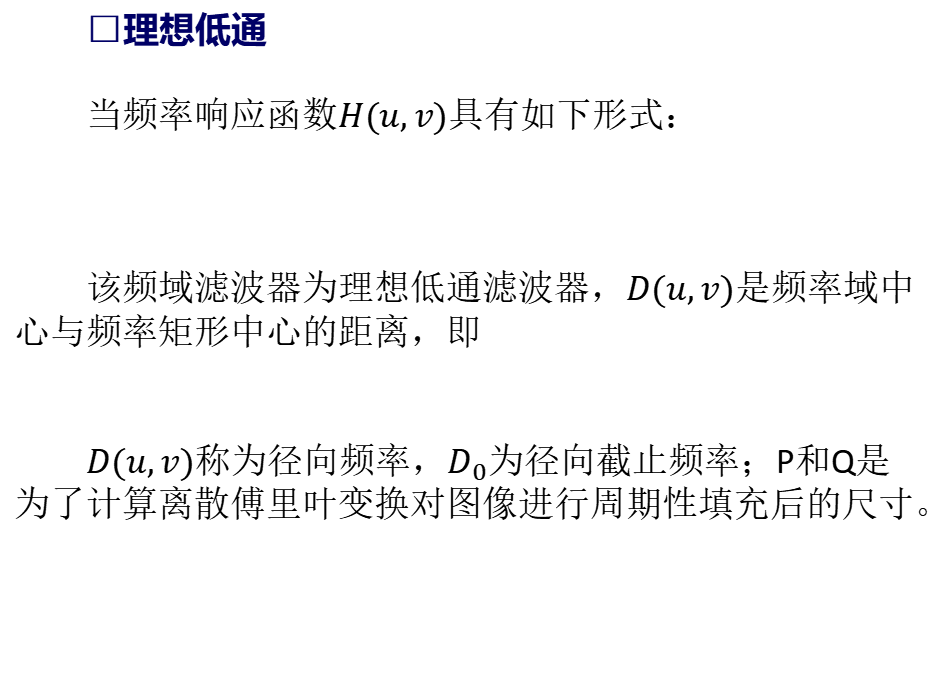 □理想低通
当频率响应函数H(u, v)具有如下形式：
该频域滤波器为理想低通滤波器，D(u, v)是频率域中
心与频率矩形中心的距离，即
D(u, v)称为径向频率，D₀为径向截止频率；P和Q是
为了计算离散傅里叶变换对图像进行周期性填充后的尺寸。